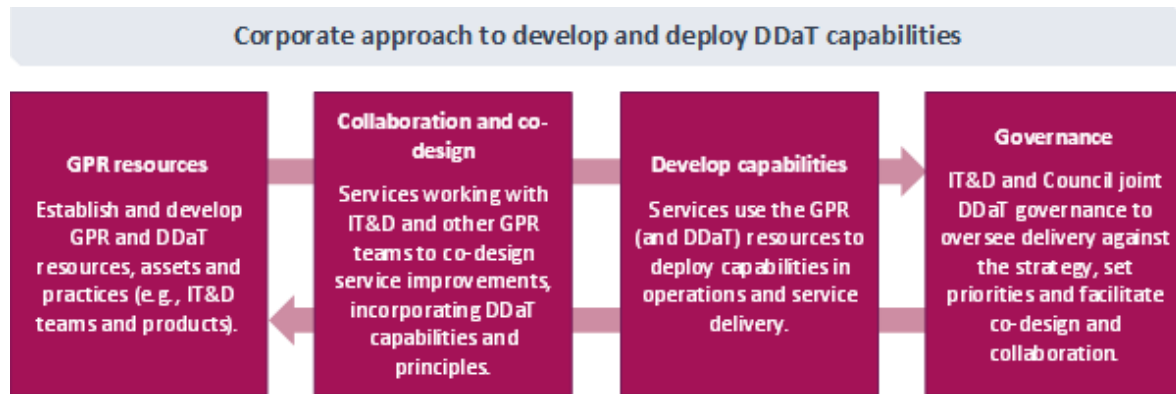 Corporate approach to develop and deploy DDaT capabilities
GPR resources
Establish and develop
GPR and DDaT
resources, assets and
practices (e.g., IT&D
teams and products).
Collaboration and co-
design
Services working with
IT&D and other GPR
teams to co-design
service improvements,
incorporating DDaT
capabilities and
principles.
Develop capabilities
Services use the GPR
(and DDaT) resources to
deploy capabilities in
operations and service
delivery.
Governance
IT&D and Council joint
DDaT governance to
oversee delivery against
the strategy, set
priorities and facilitate
co-design and
collaboration.